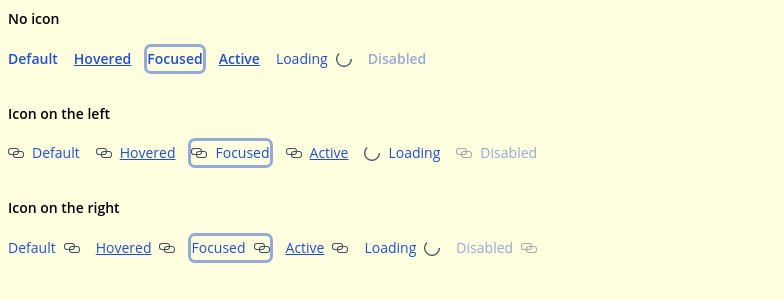 No icon
Default Hovered Focused Active Loading Disabled
Icon on the left
Default Hovered Focused Active Loading Disabled
Icon on the right
Default Hovered Focused Active Loading Disabled